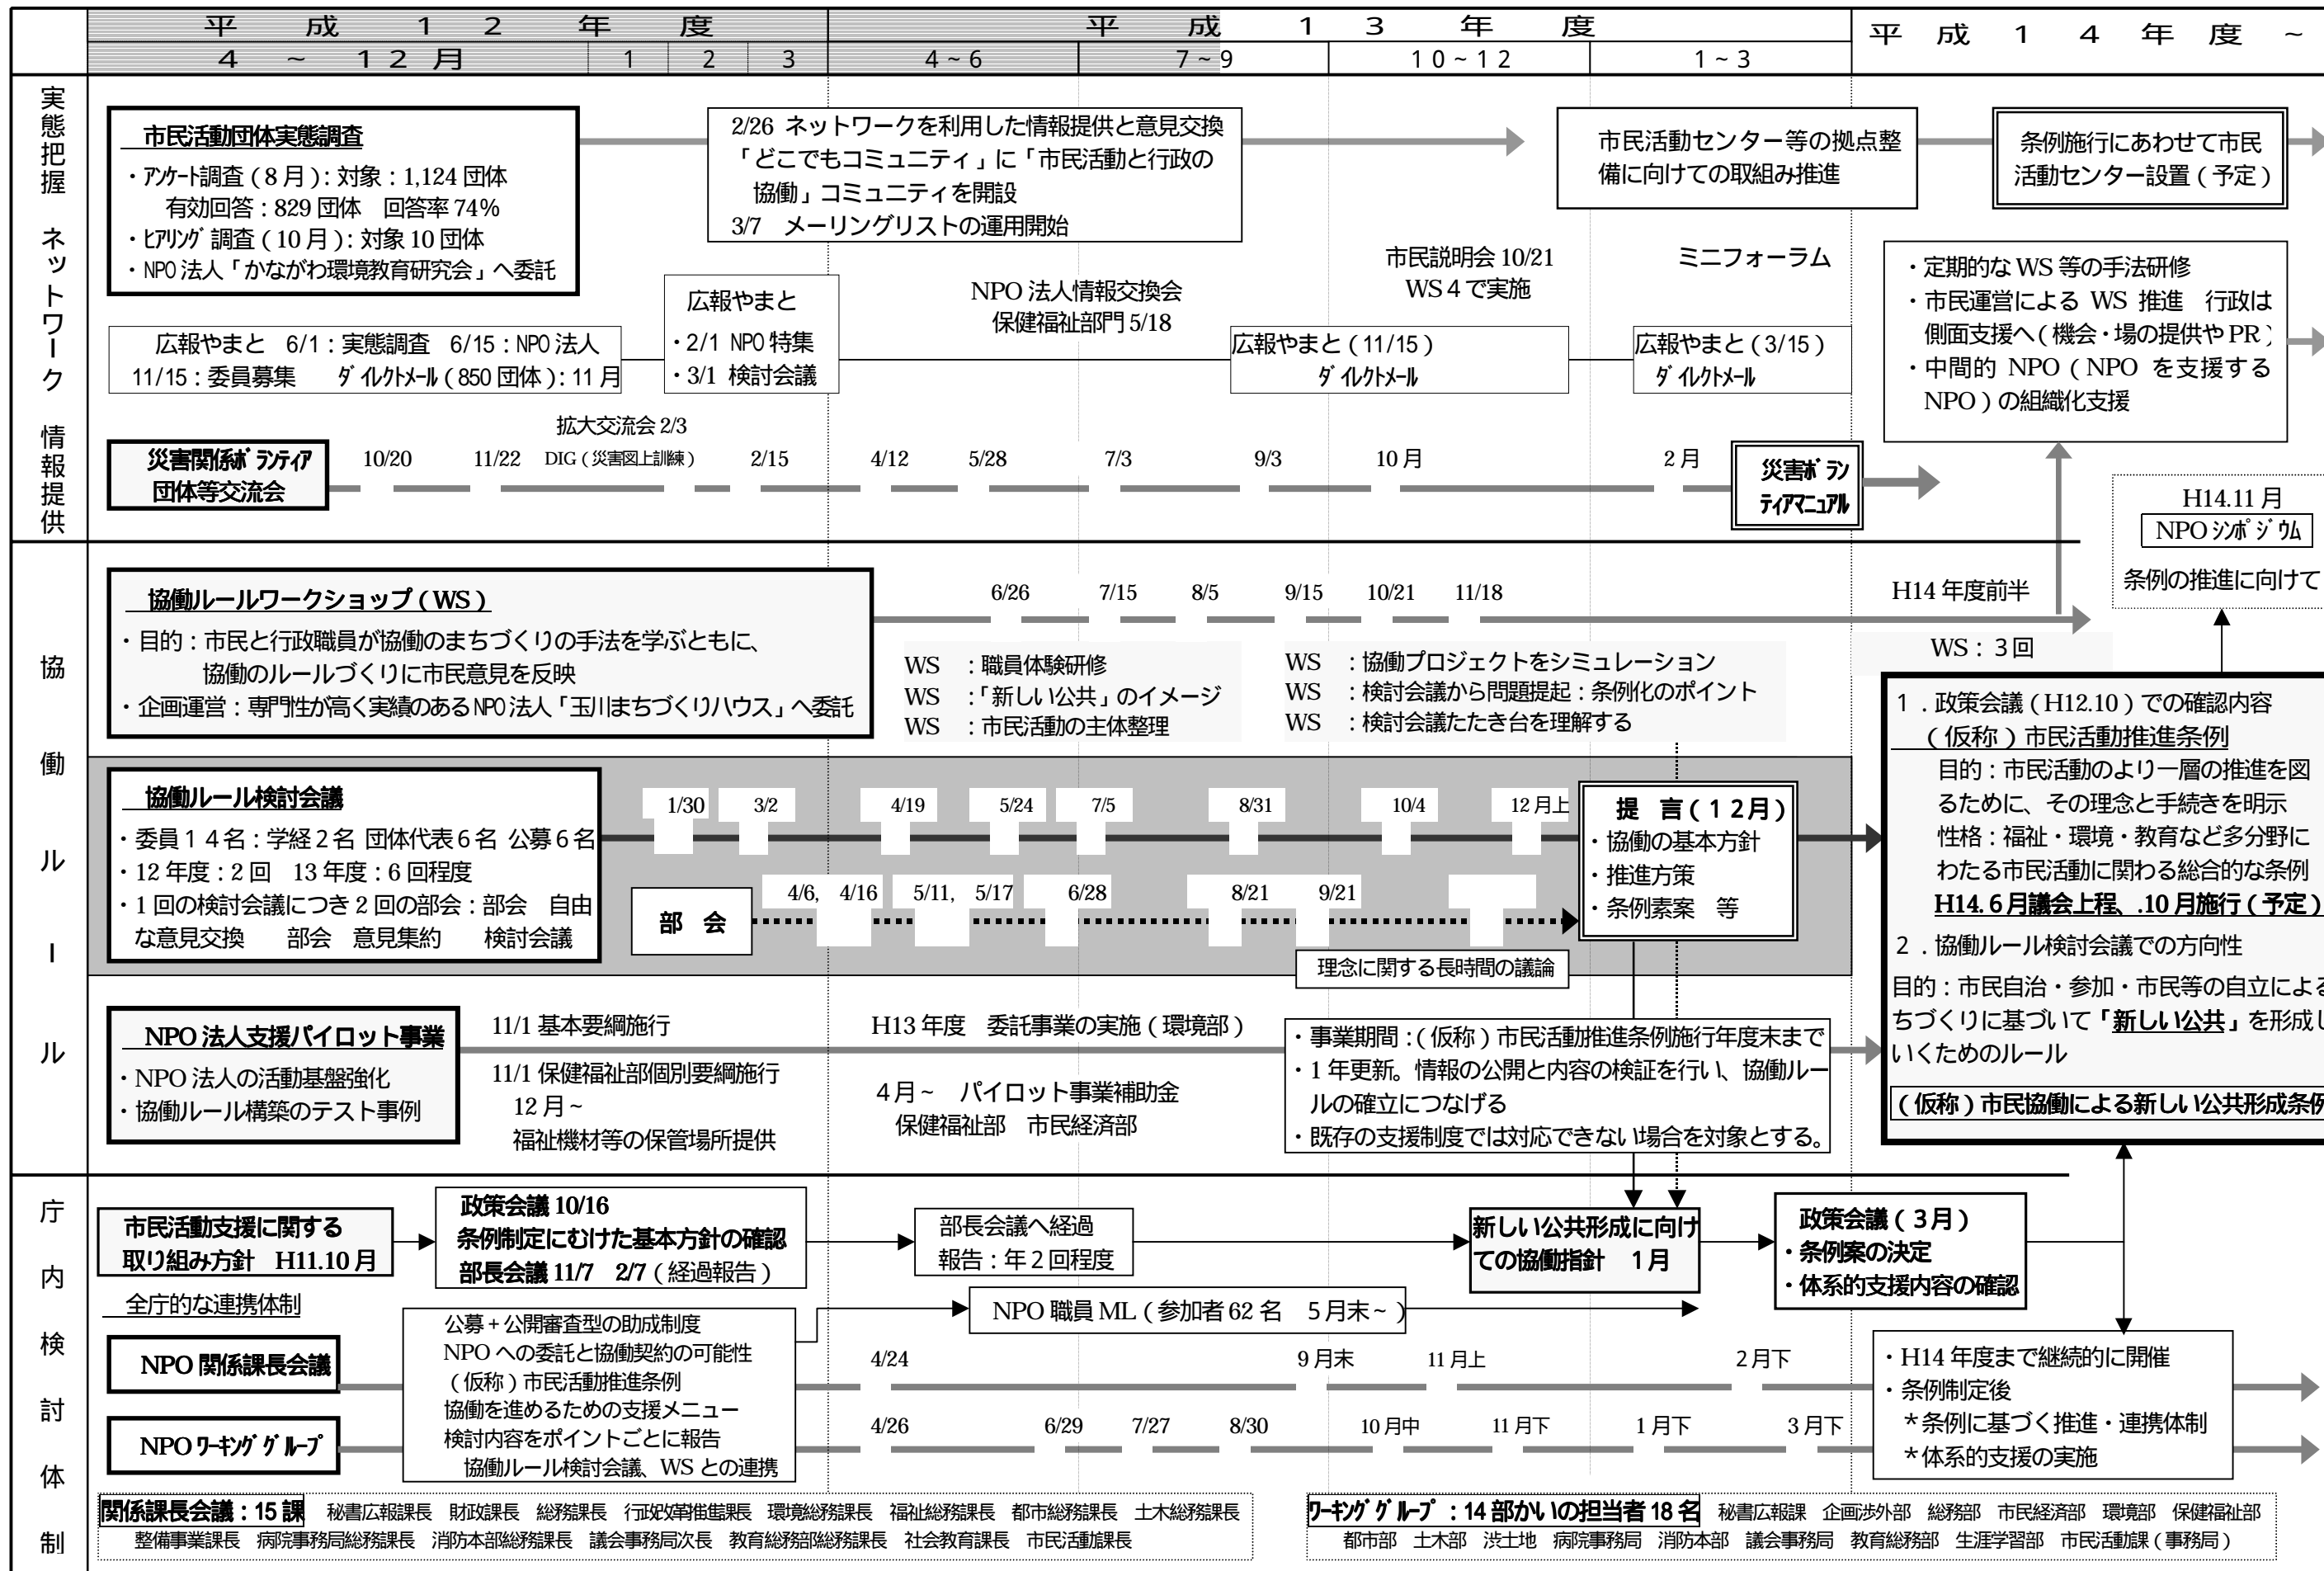 平成12年度
平成13年度
平成14年度~
4~12月
1
2
3
4~6
7~9
10~12
1~3
実態把握 ネットワーク 情報提供
市民活動団体実態調査
・アンケート調査(8月):対象:1,124団体
有効回答:829団体 回答率74%
・ヒアリング調査(10月):対象10団体
・NPO法人「かながわ環境教育研究会」へ委託
2/26 ネットワークを利用した情報提供と意見交換
「どこでもコミュニティ」に「市民活動と行政の
協働」コミュニティを開設
3/7 メーリングリストの運用開始
市民活動センター等の拠点整
備に向けての取組み推進
条例施行にあわせて市民
活動センター設置(予定)
広報やまと 6/1:実態調査 6/15:NPO法人
11/15:委員募集 ダイレクトメール(850団体):11月
広報やまと
・2/1 NPO特集
・3/1 検討会議
NPO法人情報交換会
保健福祉部門5/18
市民説明会10/21
WS4で実施
ミニフォーラム
広報やまと(11/15)
ダイレクトメール
広報やまと(3/15)
ダイレクトメール
・定期的なWS等の手法研修
・市民運営による WS 推進 行政は
側面支援へ(機会・場の提供やPR)
・中間的 NPO(NPO を支援する
NPO)の組織化支援
災害関係ボランティア
団体等交流会
10/20
11/22
拡大交流会2/3
DIG(災害図上訓練)
2/15
4/12
5/28
7/3
9/3
10月
2月
災害ボラン
ティアマニュアル
H14.11月
NPOシンポジウム
条例の推進に向けて
協働ルール
協働ルールワークショップ(WS)
・目的:市民と行政職員が協働のまちづくりの手法を学ぶともに、
協働のルールづくりに市民意見を反映
・企画運営:専門性が高く実績のあるNPO法人「玉川まちづくりハウス」へ委託
6/26
7/15
8/5
9/15
10/21
11/18
H14年度前半
WS:3回
WS :職員体験研修
WS :「新しい公共」のイメージ
WS :市民活動の主体整理
WS :協働プロジェクトをシミュレーション
WS :検討会議から問題提起:条例化のポイント
WS :検討会議たたき台を理解する
協働ルール検討会議
・委員14名:学経2名 団体代表6名 公募6名
・12年度:2回 13年度:6回程度
・1回の検討会議につき2回の部会:部会 自由
な意見交換 部会 意見集約 検討会議
1/30
3/2
4/19
5/24
7/5
8/31
10/4
12月上
部 会
4/6, 4/16
5/11, 5/17
6/28
8/21
9/21
理念に関する長時間の議論
提 言(12月)
・協働の基本方針
・推進方策
・条例素案 等
1.政策会議(H12.10)での確認内容
(仮称)市民活動推進条例
目的:市民活動のより一層の推進を図
るために、その理念と手続きを明示
性格:福祉・環境・教育など多分野に
わたる市民活動に関わる総合的な条例
H14.6月議会上程、.10月施行(予定)
2.協働ルール検討会議での方向性
目的:市民自治・参加・市民等の自立による
ちづくりに基づいて「新しい公共」を形成し
いくためのルール
(仮称)市民協働による新しい公共形成条例
NPO法人支援パイロット事業
・NPO法人の活動基盤強化
・協働ルール構築のテスト事例
11/1 基本要綱施行
11/1 保健福祉部個別要綱施行
12月~
福祉機材等の保管場所提供
H13年度 委託事業の実施(環境部)
4月~ パイロット事業補助金
保健福祉部 市民経済部
・事業期間:(仮称)市民活動推進条例施行年度末まで
・1年更新。情報の公開と内容の検証を行い、協働ルー
ルの確立につなげる
・既存の支援制度では対応できない場合を対象とする。
庁内検討体制
市民活動支援に関する
取り組み方針 H11.10月
政策会議10/16
条例制定にむけた基本方針の確認
部長会議11/7 2/7(経過報告)
部長会議へ経過
報告:年2回程度
新しい公共形成に向け
ての協働指針 1月
政策会議(3月)
・条例案の決定
・体系的支援内容の確認
全庁的な連携体制
NPO関係課長会議
NPOワーキンググループ
公募+公開審査型の助成制度
NPOへの委託と協働契約の可能性
(仮称)市民活動推進条例
協働を進めるための支援メニュー
検討内容をポイントごとに報告
協働ルール検討会議、WSとの連携
NPO職員ML(参加者62名 5月末~)
4/24
9月末
11月上
2月下
4/26
6/29
7/27
8/30
10月中
11月下
1月下
3月下
・H14年度まで継続的に開催
・条例制定後
*条例に基づく推進・連携体制
*体系的支援の実施
関係課長会議:15課 秘書広報課長 財政課長 総務課長 行政改革推進課長 環境総務課長 福祉総務課長 都市総務課長 土木総務課長
整備事業課長 病院事務局総務課長 消防本部総務課長 議会事務局次長 教育総務部総務課長 社会教育課長 市民活動課長
ワーキンググループ:14部かいの担当者18名 秘書広報課 企画渉外部 総務部 市民経済部 環境部 保健福祉部
都市部 土木部 渋土地 病院事務局 消防本部 議会事務局 教育総務部 生涯学習部 市民活動課(事務局)